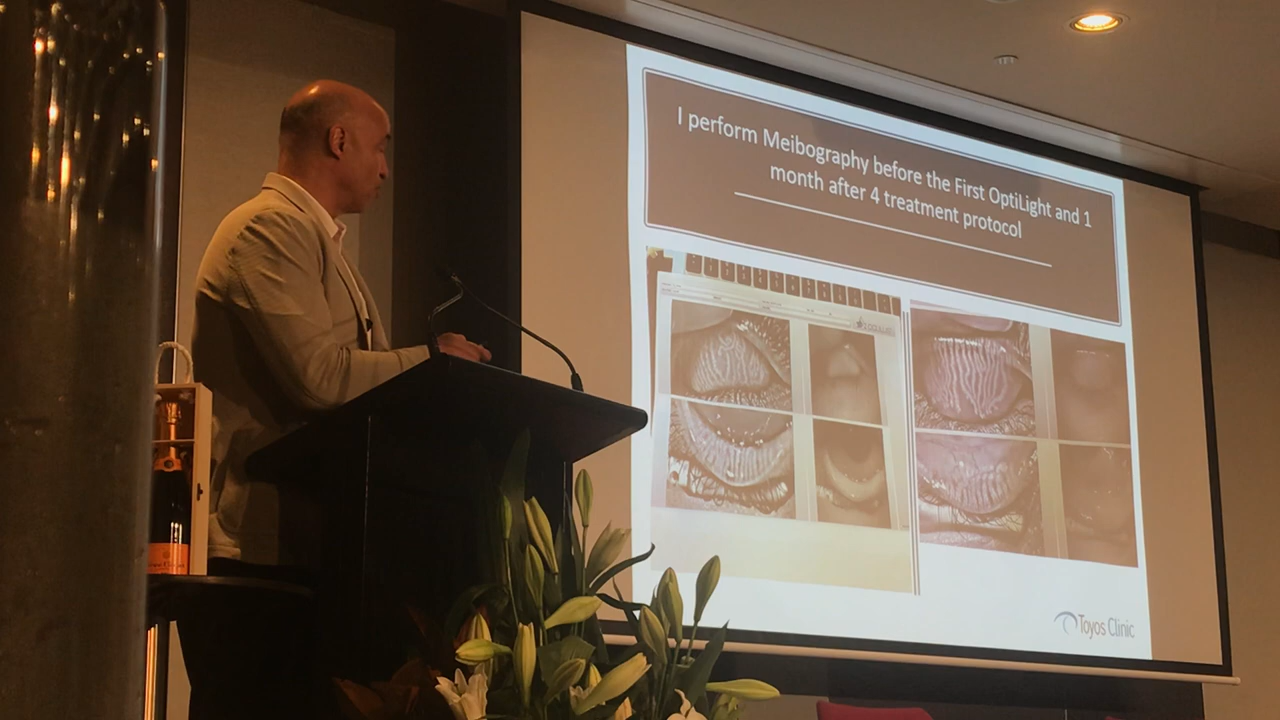 I perform Meibography before the First OptiLight and 1
month after 4 treatment protocol
Toyos Clinic